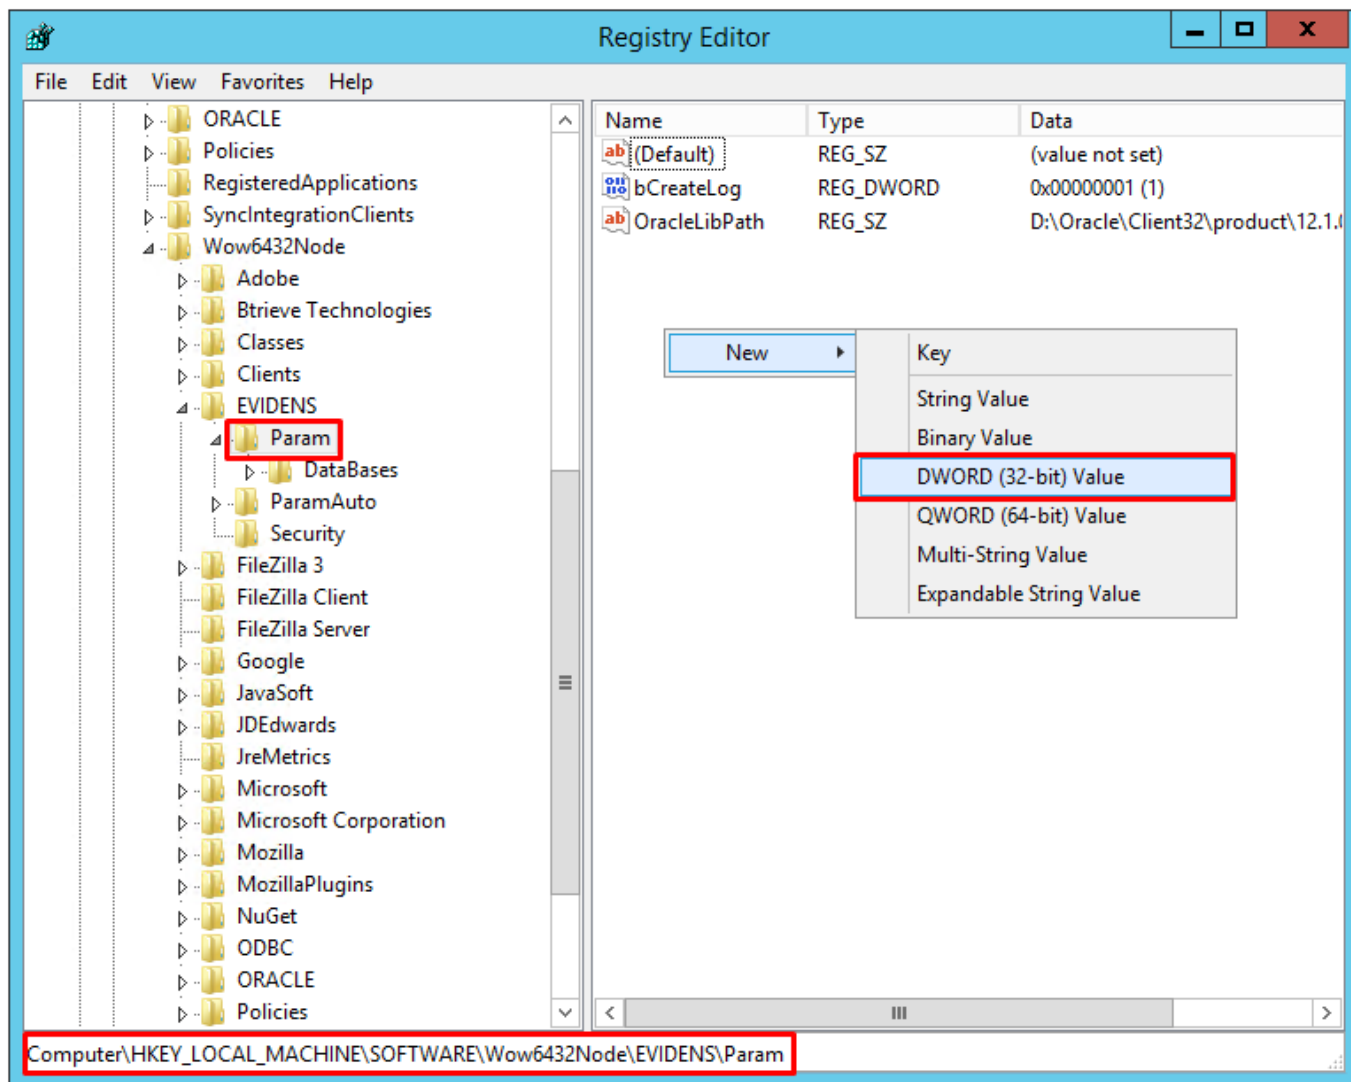 Registry Editor
File Edit View Favorites Help
ORACLE
Policies
RegisteredApplications
SyncIntegrationClients
Wow6432Node
Adobe
Btrieve Technologies
Classes
Clients
EVIDENS
Param
DataBases
ParamAuto
Security
FileZilla 3
FileZilla Client
FileZilla Server
Google
JavaSoft
JDEdwards
JreMetrics
Microsoft
Microsoft Corporation
Mozilla
MozillaPlugins
NuGet
ODBC
ORACLE
Policies
Name Type Data
(Default) REG_SZ (value not set)
bCreateLog REG_DWORD 0x00000001 (1)
OracleLibPath REG_SZ D:\Oracle\Client32\product\12.1.
New
Key
String Value
Binary Value
DWORD (32-bit) Value
QWORD (64-bit) Value
Multi-String Value
Expandable String Value
Computer\HKEY_LOCAL_MACHINE\SOFTWARE\Wow6432Node\EVIDENS\Param